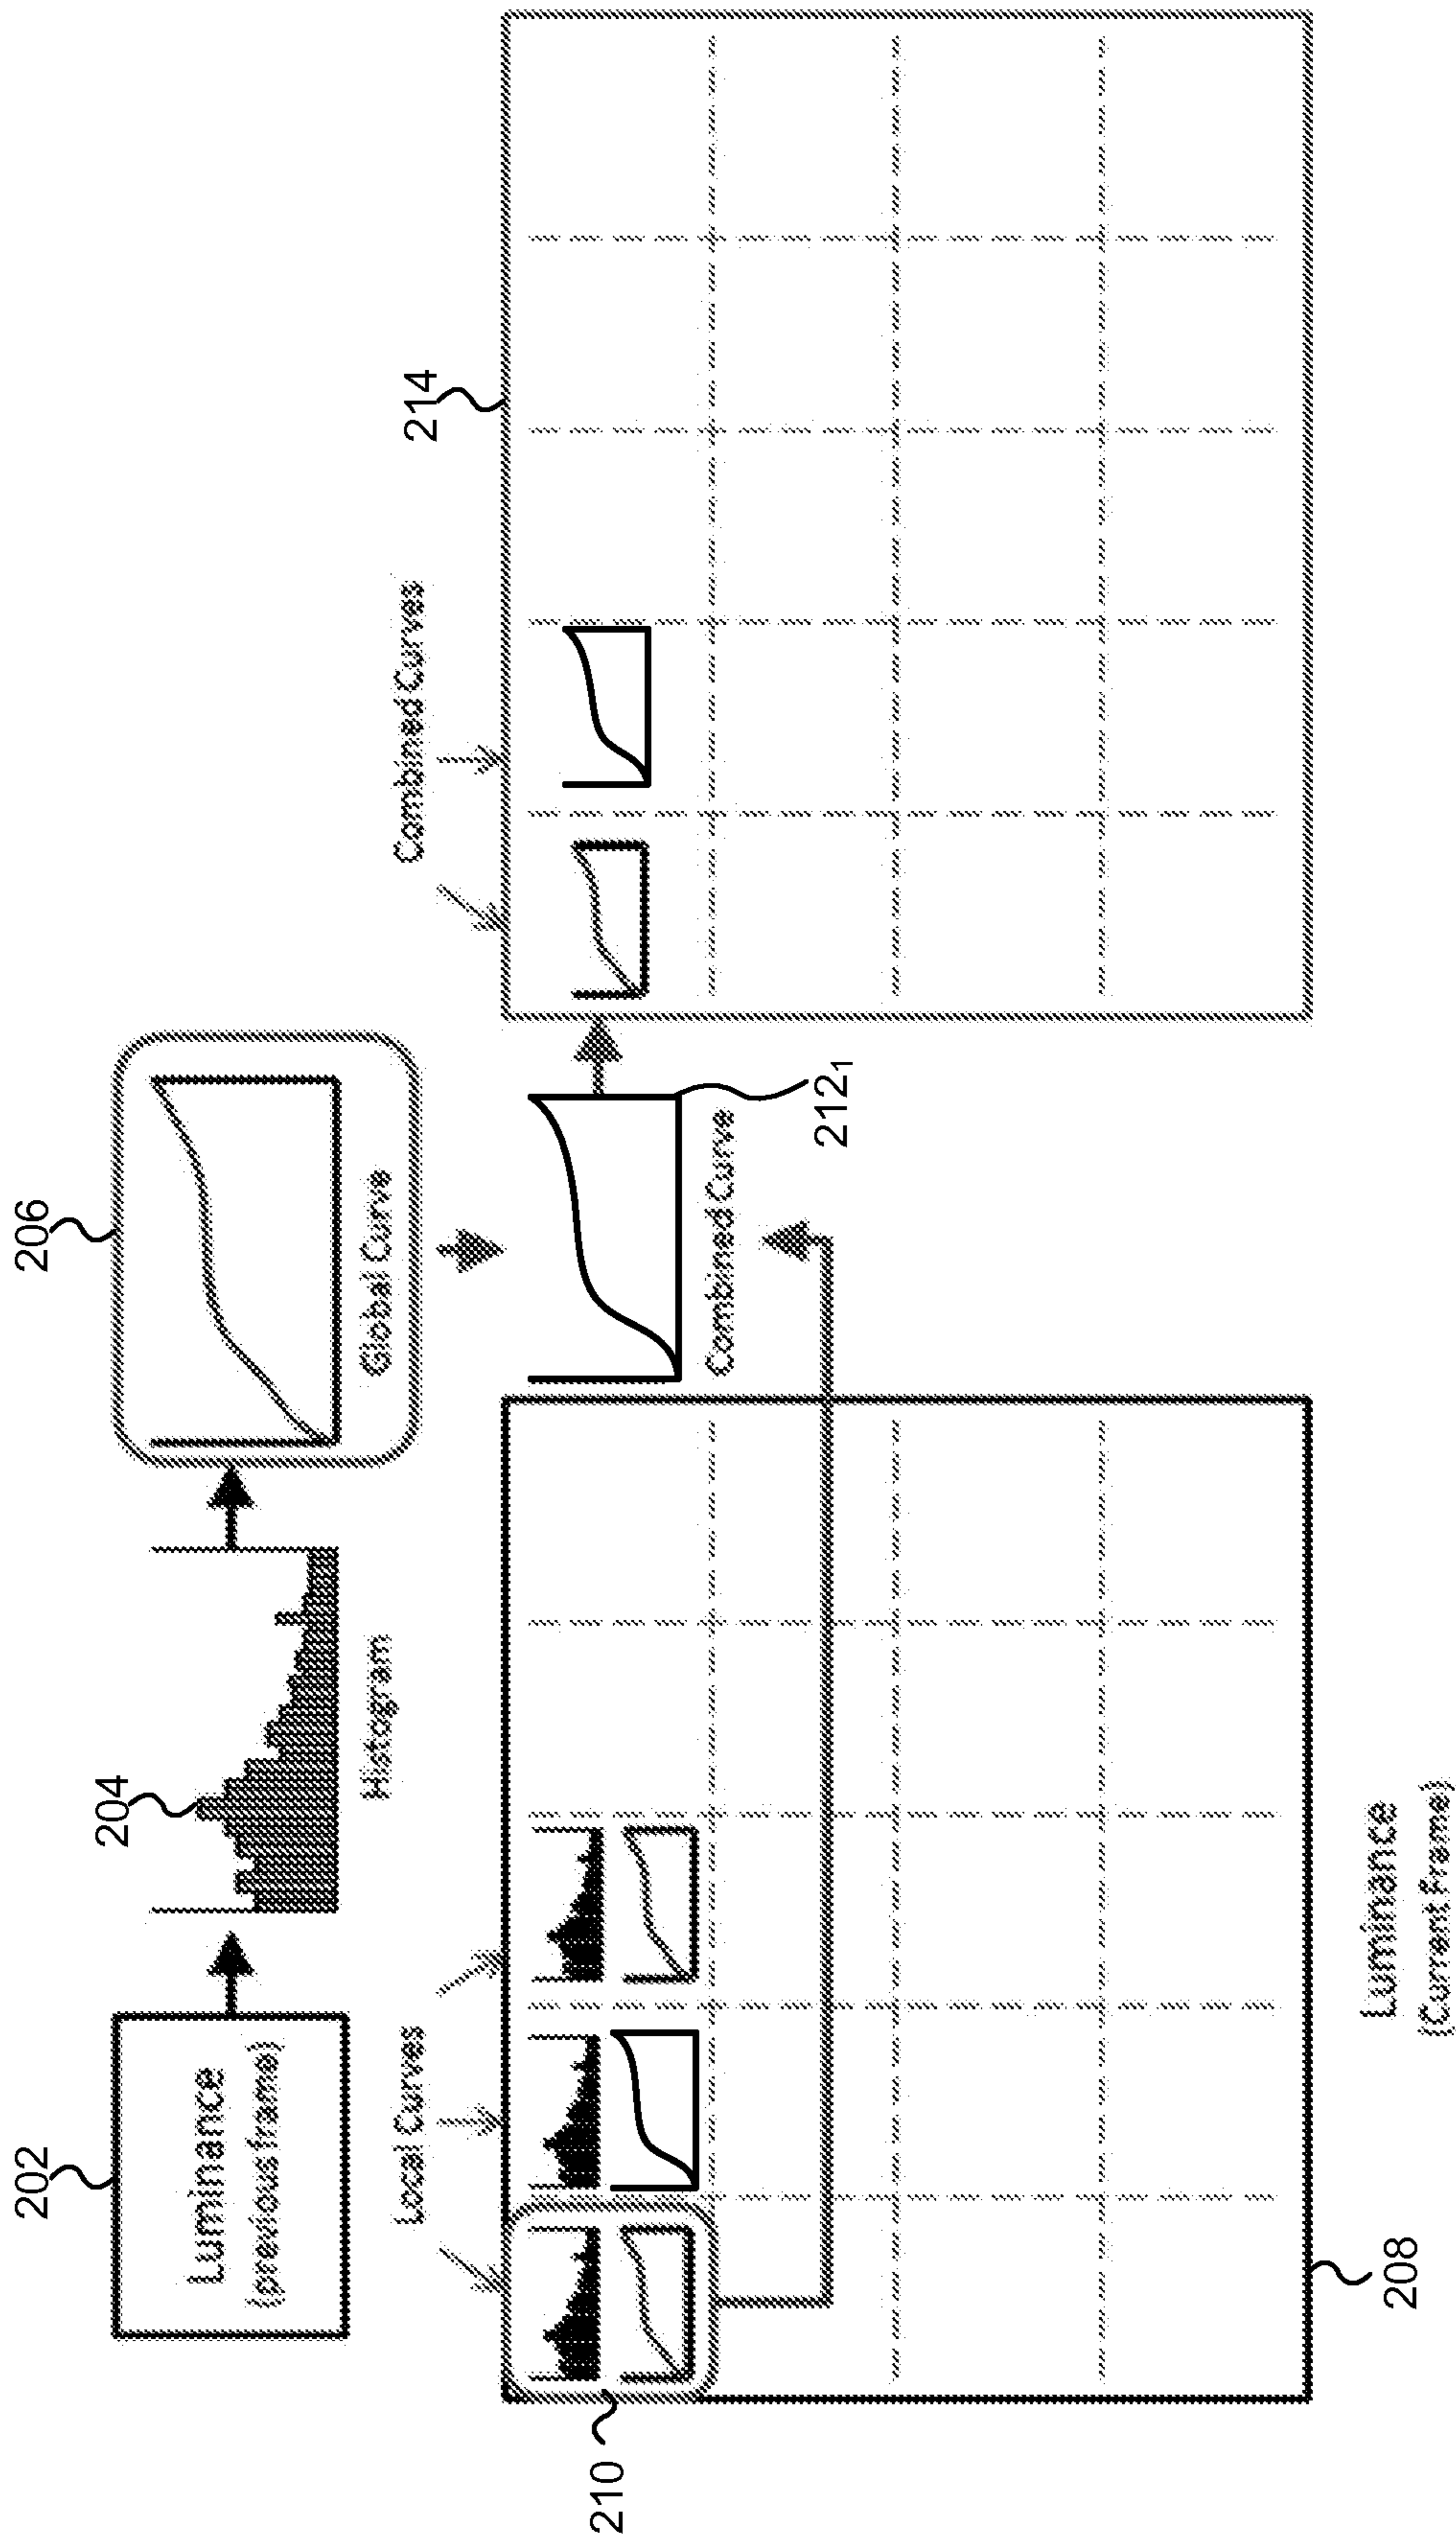 202
Luminance
(previous frame)
204
Histogram
206
Global Curve
Local Curves
210
Combined Curve
212₁
Combined Curves
214
208
Luminance
(Current Frame)